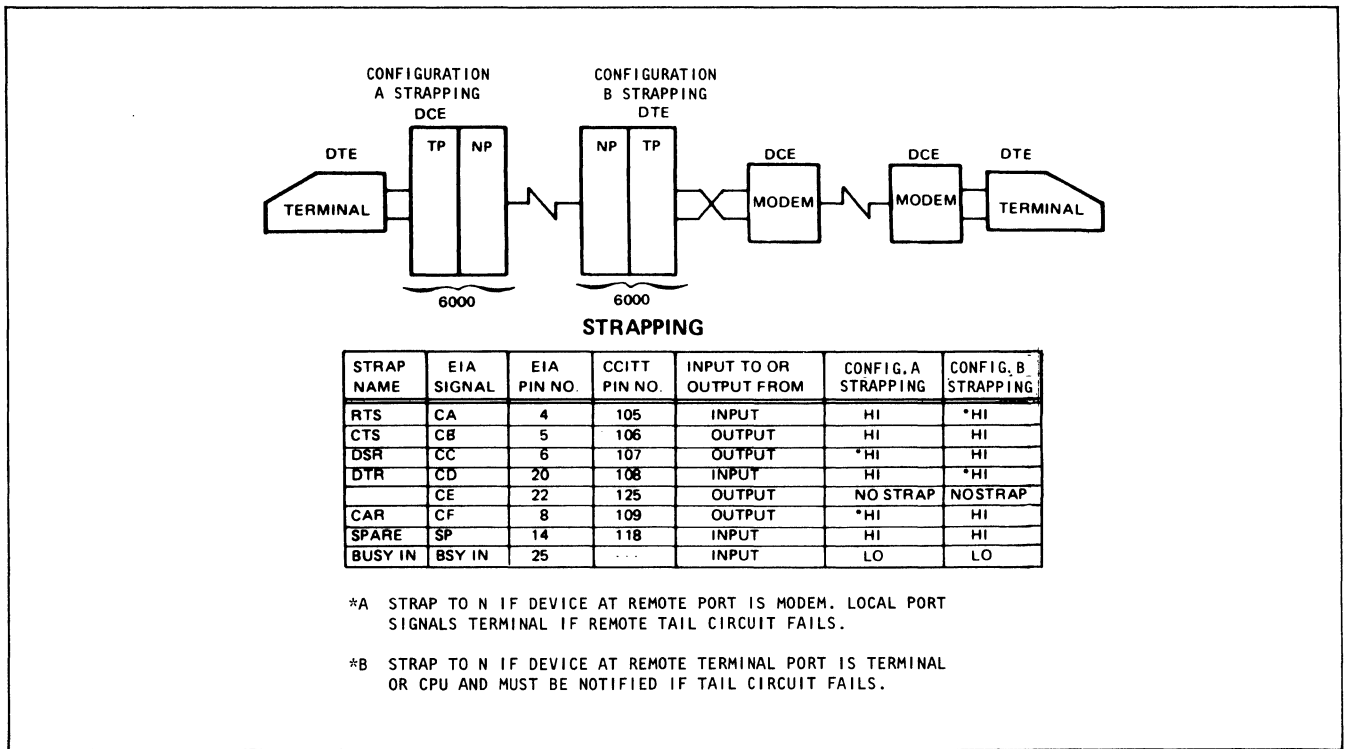 CONFIGURATION
A STRAPPING
CONFIGURATION
B STRAPPING
DCE
DTE
DTE
TP
NP
NP
TP
DCE
DCE
DTE
TERMINAL
MODEM
MODEM
TERMINAL
6000
6000
STRAPPING
STRAP NAME EIA SIGNAL EIA PIN NO. CCITT PIN NO. INPUT TO OR OUTPUT FROM CONFIG. A STRAPPING CONFIG. B STRAPPING
RTS CA 4 105 INPUT HI *HI
CTS CB 5 106 OUTPUT HI HI
DSR CC 6 107 OUTPUT *HI HI
DTR CD 20 108 INPUT HI *HI
CE 22 125 OUTPUT NO STRAP NO STRAP
CAR CF 8 109 OUTPUT *HI HI
SPARE SP 14 118 INPUT HI HI
BUSY IN BSY IN 25 ... INPUT LO LO
*A STRAP TO N IF DEVICE AT REMOTE PORT IS MODEM. LOCAL PORT
SIGNALS TERMINAL IF REMOTE TAIL CIRCUIT FAILS.
*B STRAP TO N IF DEVICE AT REMOTE TERMINAL PORT IS TERMINAL
OR CPU AND MUST BE NOTIFIED IF TAIL CIRCUIT FAILS.